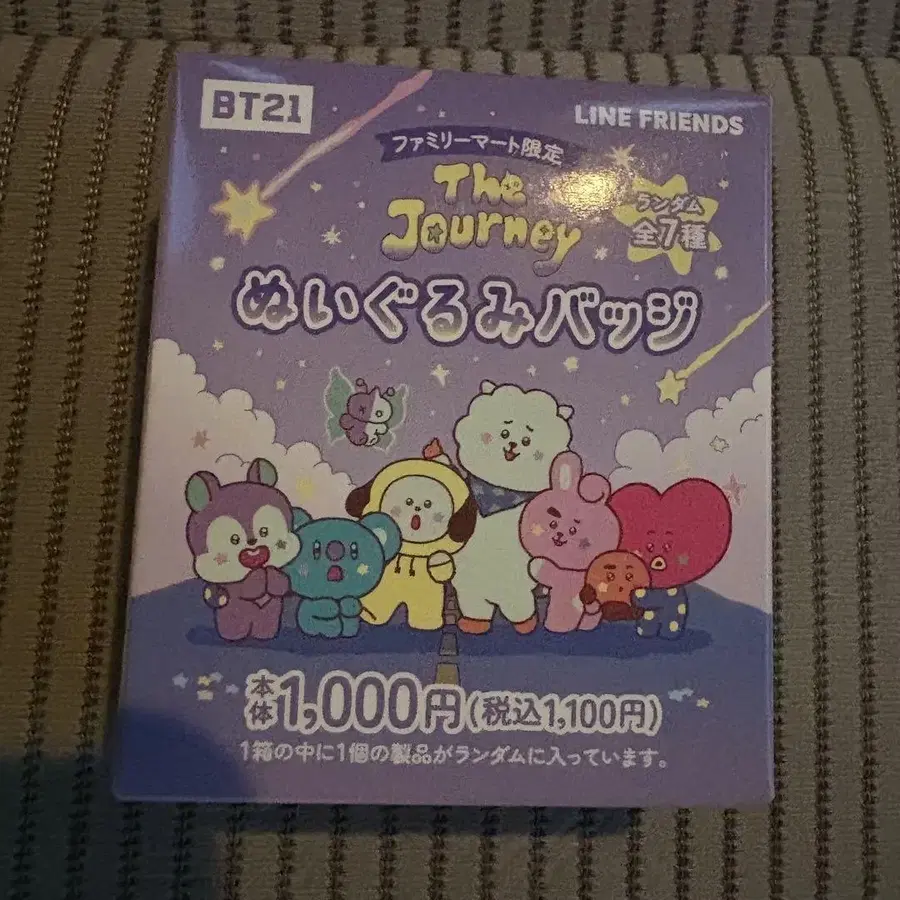 BT21
LINE FRIENDS
ファミリーマート限定
The
Journey
ランダム
全7種
ぬいぐるみバッジ
本体1,000円(税込1,100円)
1箱の中に1個の製品がランダムに入っています。